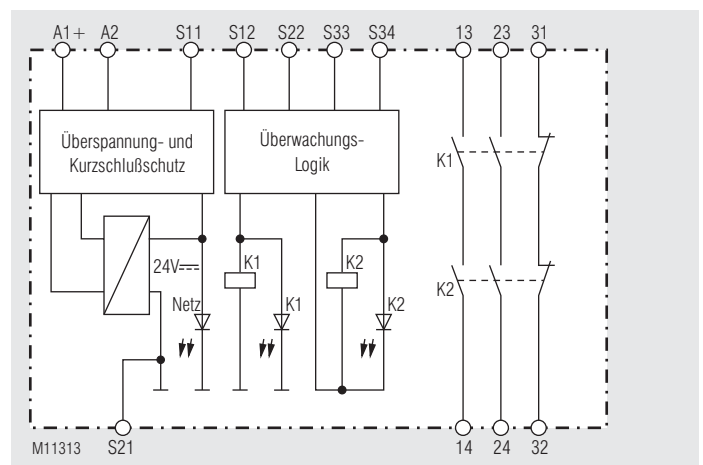 A1+ A2 S11 S12 S22 S33 S34 13 23 31
Überspannung- und
Kurzschlußschutz
Überwachungs-
Logik
K1
24V
K1
K2
K2
Netz
K1
K2
M11313 S21 14 24 32